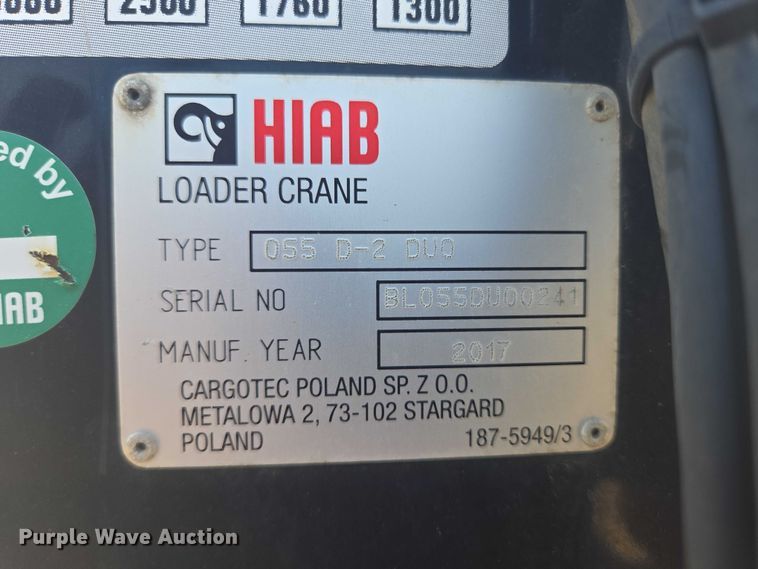 2500 1760 1300
HIAB
LOADER CRANE
TYPE 055 D-2 DUO
SERIAL NO BL055DU00241
MANUF. YEAR 2017
CARGOTEC POLAND SP. Z O.O.
METALOWA 2, 73-102 STARGARD
POLAND 187-5949/3
ed by
IAB
Purple Wave Auction